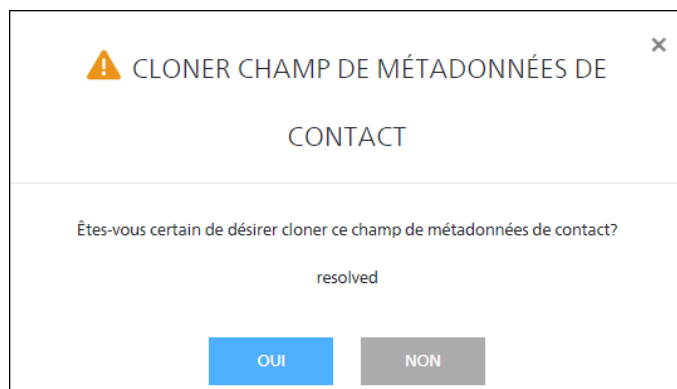 CLONER CHAMP DE MÉTADONNÉES DE
CONTACT
Êtes-vous certain de désirer cloner ce champ de métadonnées de contact?
resolved
OUI
NON